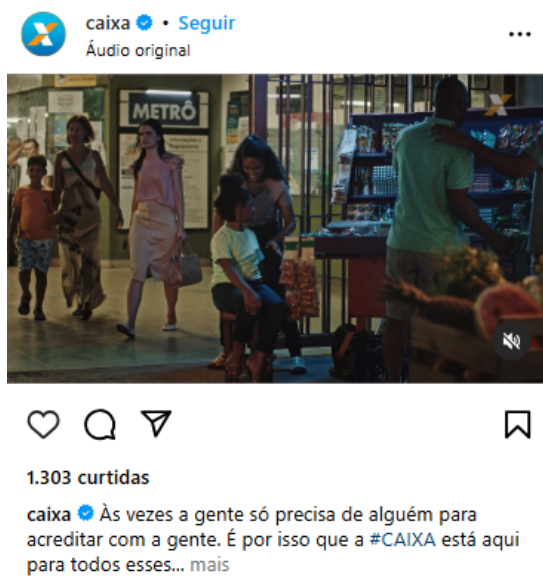 caixa • Seguir
Áudio original
METRÔ
1.303 curtidas
caixa Às vezes a gente só precisa de alguém para
acreditar com a gente. É por isso que a #CAIXA está aqui
para todos esses... mais